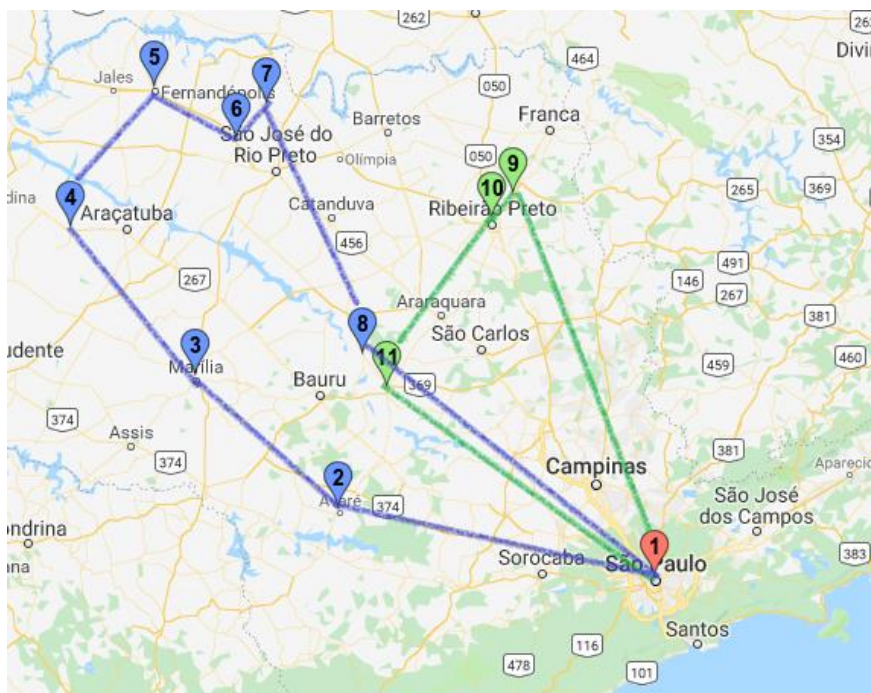 262
Divi
5
7
464
Jales
Fernandópolis
050
6
Barretos
Franca
São José do
Rio Preto
354
050
9
Olímpia
10
265
369
4
dina
Araçatuba
Catanduva
Ribeirão Preto
456
491
267
146
267
Araraquara
381
8
São Carlos
3
11
udente
459
460
Marília
Bauru
369
374
Assis
381
374
2
Campinas
Aparecid
Avaré
374
São José
dos Campos
ondrina
1
383
Sorocaba
São Paulo
ana
Santos
116
478
101